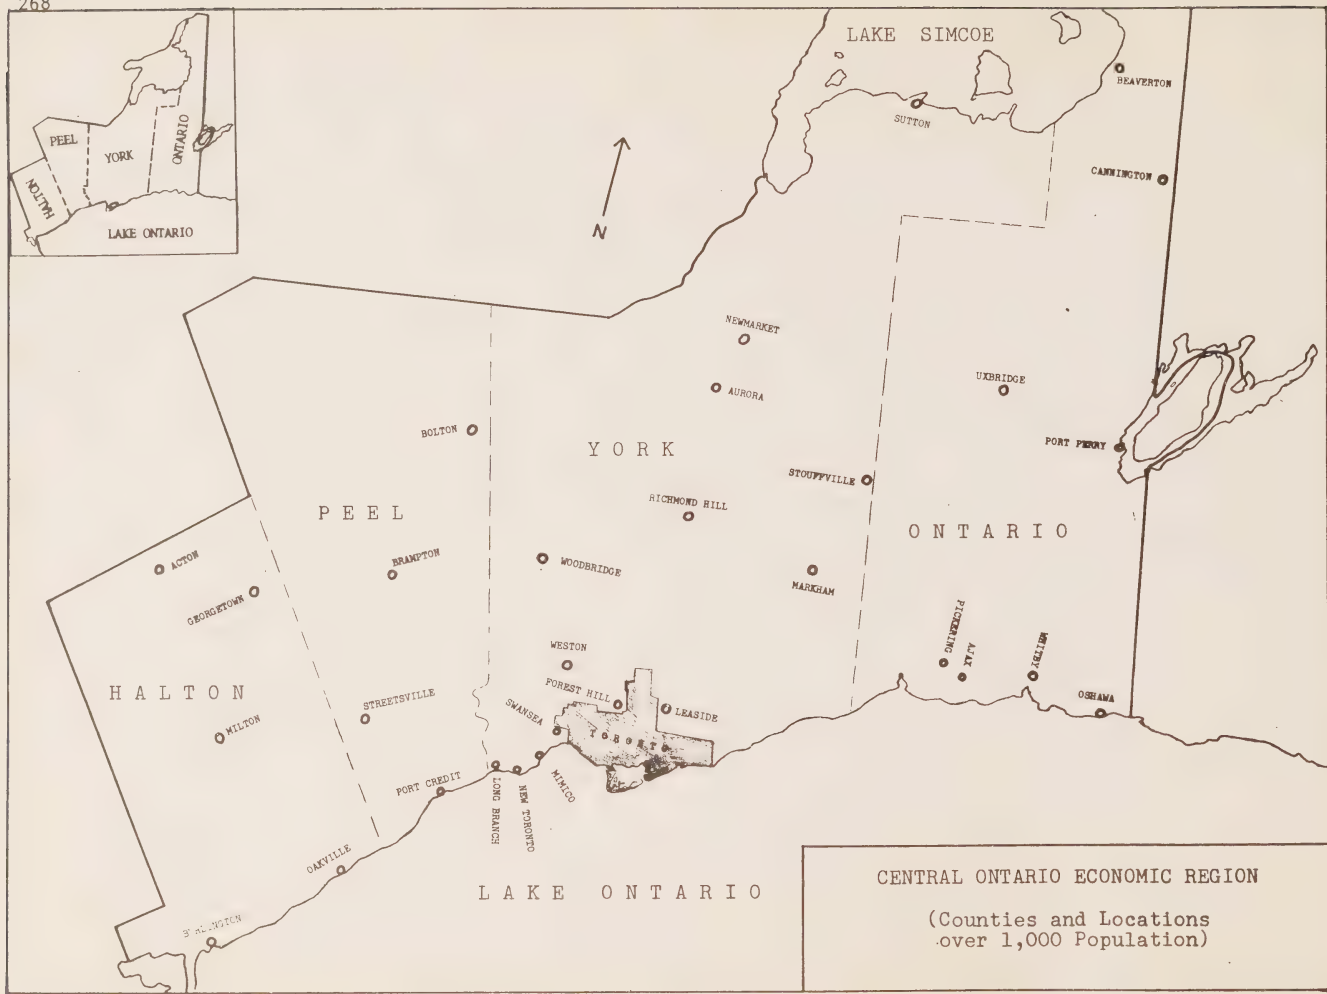 268
PEEL
YORK
ONTARIO
HALTON
LAKE ONTARIO
LAKE SIMCOE
BEAVERTON
SUTTON
CANNINGTON
N
NEWMARKET
AURORA
UXBRIDGE
BOLTON
YORK
PORT PERRY
STOUFFVILLE
RICHMOND HILL
PEEL
ONTARIO
ACTON
BRAMPTON
WOODBRIDGE
GEORGETOWN
MARKHAM
PICKERING
AJAX
WHITBY
WESTON
HALTON
FOREST HILL
OSHAWA
STREETSVILLE
SWANSEA
LEASIDE
MILTON
TORONTO
PORT CREDIT
LONG BRANCH
NEW TORONTO
MIMICO
OAKVILLE
LAKE ONTARIO
CENTRAL ONTARIO ECONOMIC REGION
(Counties and Locations
over 1,000 Population)